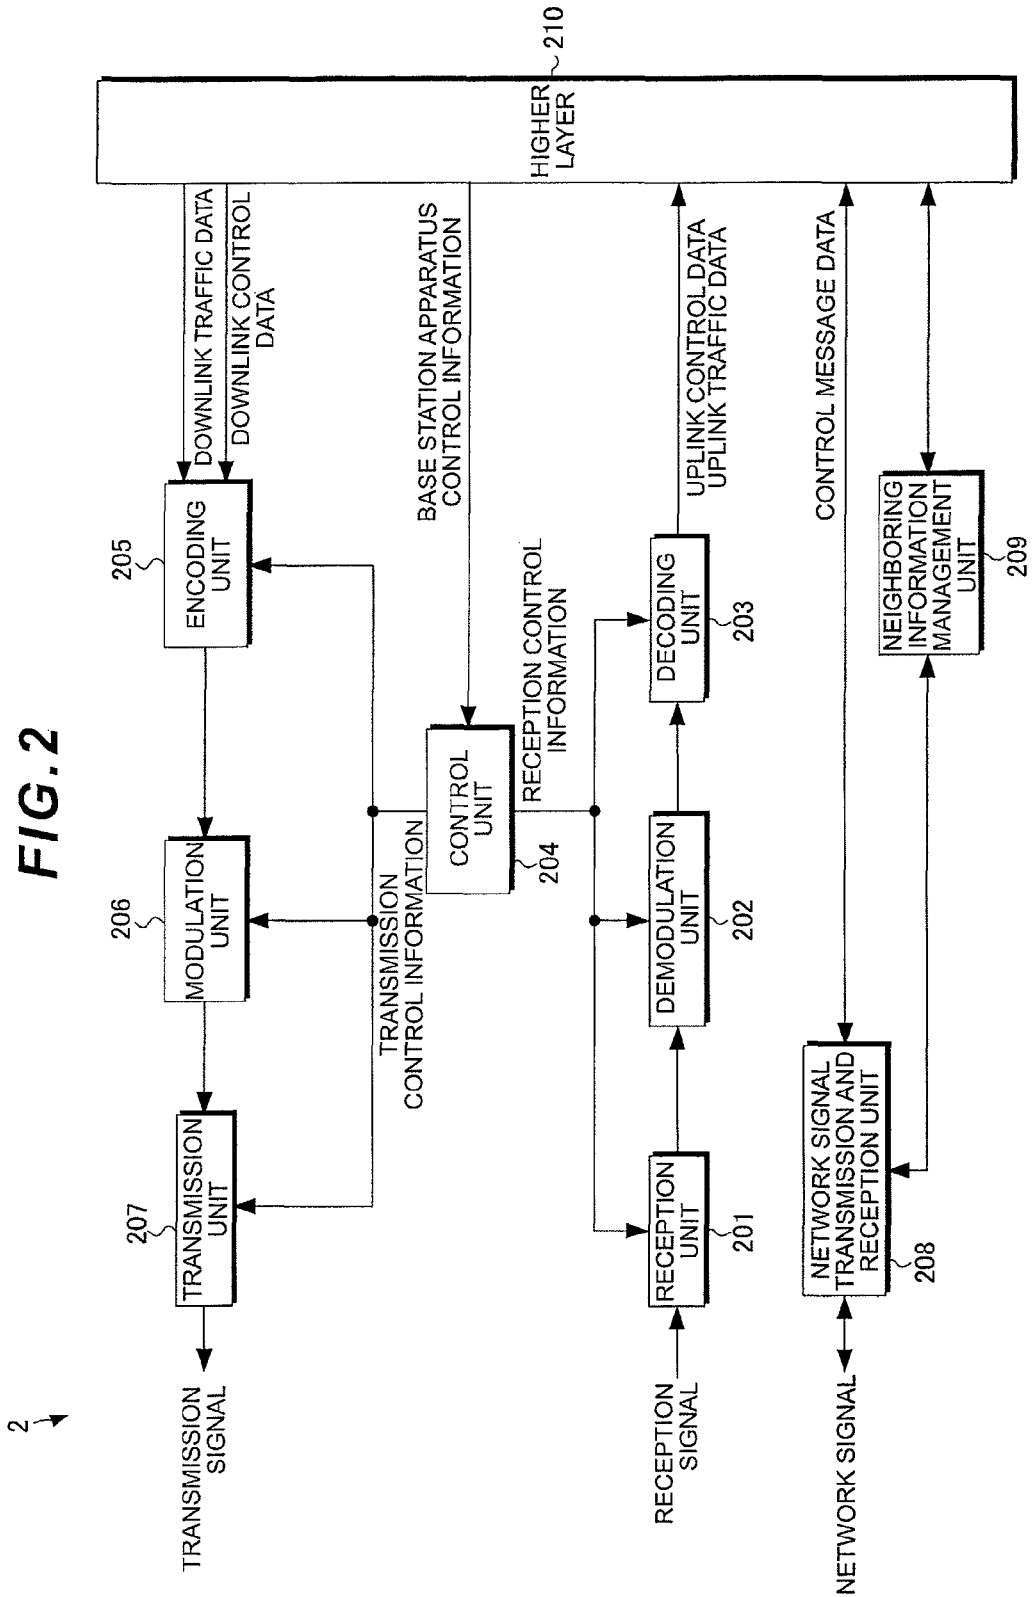 FIG. 2
2
TRANSMISSION
SIGNAL
207
TRANSMISSION
UNIT
206
MODULATION
UNIT
205
ENCODING
UNIT
DOWNLINK TRAFFIC DATA
DOWNLINK CONTROL
DATA
TRANSMISSION
CONTROL INFORMATION
CONTROL
UNIT
204
BASE STATION APPARATUS
CONTROL INFORMATION
RECEPTION CONTROL
INFORMATION
210
HIGHER
LAYER
RECEPTION
SIGNAL
RECEPTION
UNIT
201
DEMODULATION
UNIT
202
DECODING
UNIT
203
UPLINK CONTROL DATA
UPLINK TRAFFIC DATA
NETWORK SIGNAL
NETWORK SIGNAL
TRANSMISSION AND
RECEPTION UNIT
208
CONTROL MESSAGE DATA
NEIGHBORING
INFORMATION
MANAGEMENT
UNIT
209